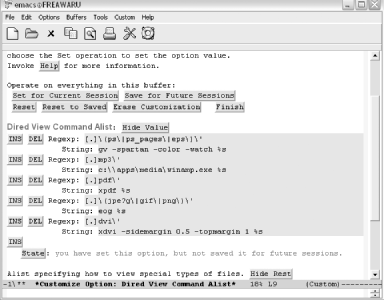 emacs@FREAWARU
File Edit Options Buffers Tools Custom Help
choose the Set operation to set the option value.
Invoke Help for more information.
Operate on everything in this buffer:
Set for Current Session Save for Future Sessions
Reset Reset to Saved Erase Customization Finish
Dired View Command Alist: Hide Value
INS DEL Regexp: [.]\(ps\|ps_pages\|eps\)\'
String: gv -spartan -color -watch %s
INS DEL Regexp: [.]mp3\'
String: c:\\apps\media\winamp.exe %s
INS DEL Regexp: [.]pdf\'
String: xpdf %s
INS DEL Regexp: [.]\(jpe?g\|gif\|png\)\'
String: eog %s
INS DEL Regexp: [.]dvi\'
String: xdvi -sidemargin 0.5 -topmargin 1 %s
INS
State: you have set this option, but not saved it for future sessions.
Alist specifying how to view special types of files. Hide Rest
-1\** *Customize Option: Dired View Command Alist* 16% L9 (Custom)